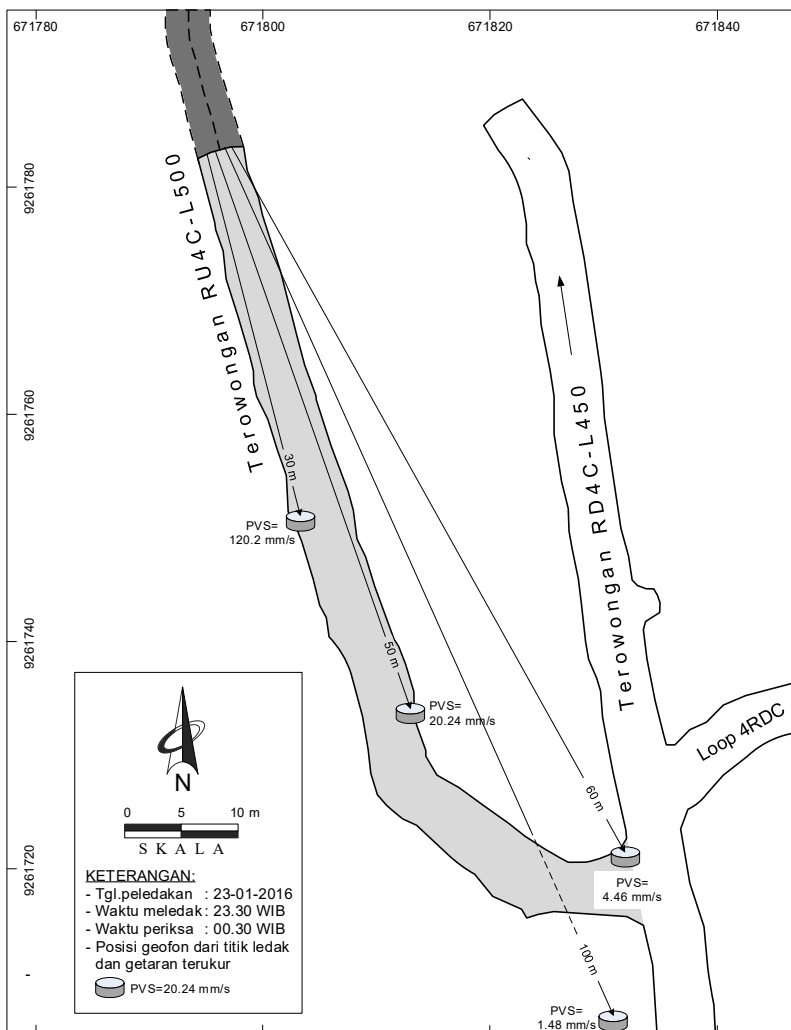 671780
671800
671820
671840
9261780
9261760
9261740
9261720
Terowongan RU4C-L500
Terowongan RD4C-L450
Loop 4RDC
30 m
PVS=
120.2 mm/s
50 m
PVS=
20.24 mm/s
60 m
PVS=
4.46 mm/s
100 m
PVS=
1.48 mm/s
N
0 5 10 m
S K A L A
KETERANGAN:
- Tgl.peledakan : 23-01-2016
- Waktu meledak : 23.30 WIB
- Waktu periksa : 00.30 WIB
- Posisi geofon dari titik ledak
dan getaran terukur
PVS=20.24 mm/s